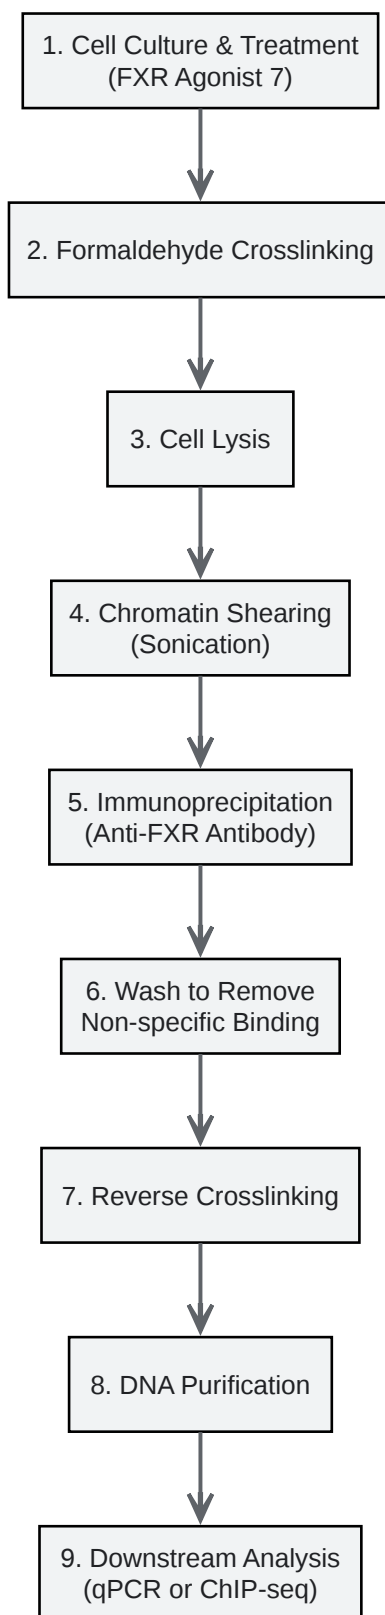 1. Cell Culture & Treatment
(FXR Agonist 7)
2. Formaldehyde Crosslinking
3. Cell Lysis
4. Chromatin Shearing
(Sonication)
5. Immunoprecipitation
(Anti-FXR Antibody)
6. Wash to Remove
Non-specific Binding
7. Reverse Crosslinking
8. DNA Purification
9. Downstream Analysis
(qPCR or ChIP-seq)